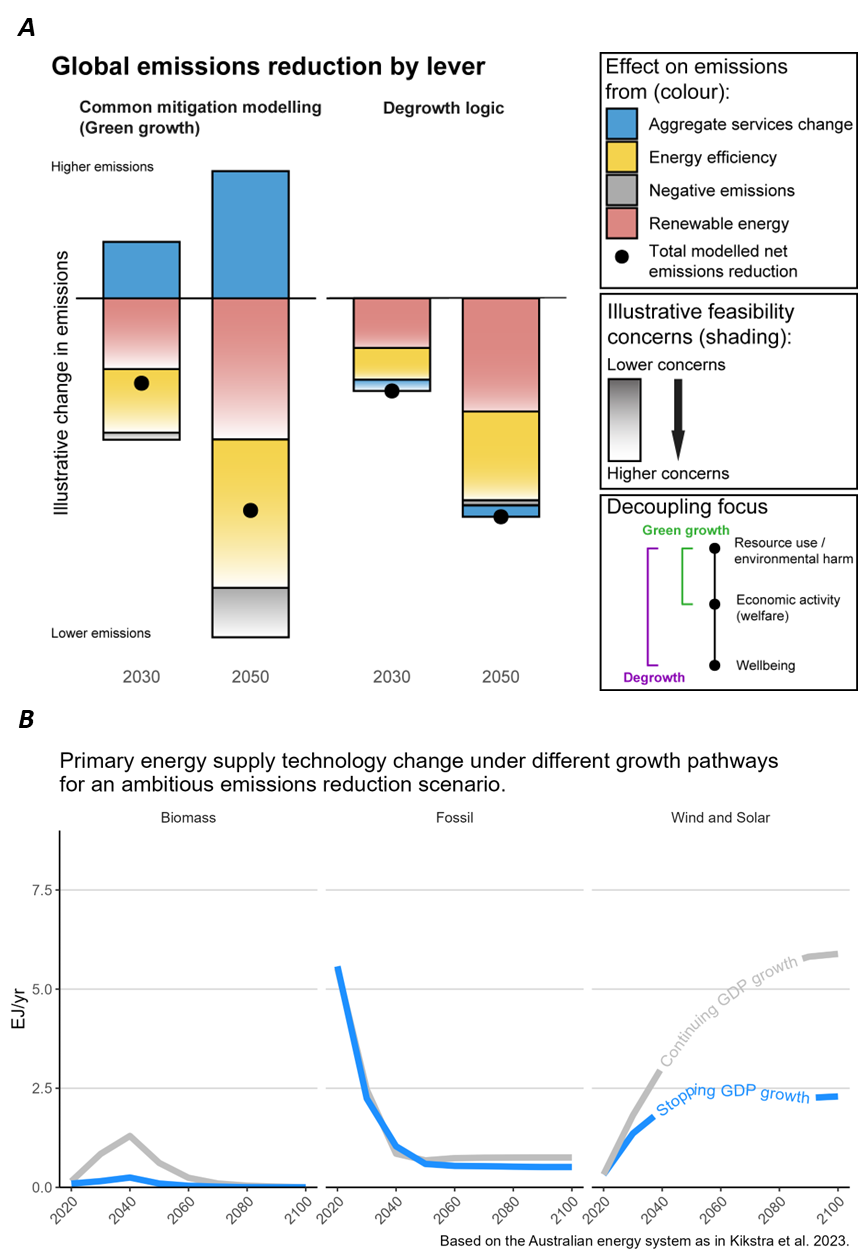 A
Global emissions reduction by lever
Common mitigation modelling
(Green growth)
Degrowth logic
Higher emissions
Illustrative change in emissions
Lower emissions
2030
2050
2030
2050
Effect on emissions
from (colour):
Aggregate services change
Energy efficiency
Negative emissions
Renewable energy
Total modelled net
emissions reduction
Illustrative feasibility
concerns (shading):
Lower concerns
Higher concerns
Decoupling focus
Green growth
Resource use /
environmental harm
Economic activity
(welfare)
Wellbeing
Degrowth
B
Primary energy supply technology change under different growth pathways
for an ambitious emissions reduction scenario.
Biomass
Fossil
Wind and Solar
EJ/yr
7.5
5.0
2.5
0.0
Continuing GDP growth
Stopping GDP growth
2020
2040
2060
2080
2100
2020
2040
2060
2080
2100
2020
2040
2060
2080
2100
Based on the Australian energy system as in Kikstra et al. 2023.